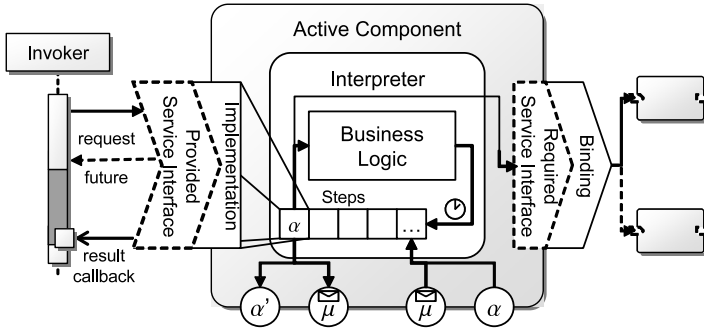 Active Component
Invoker
Interpreter
request
future
result
callback
Provided
Service Interface
Implementation
Business
Logic
Steps
α
...
Required
Service Interface
Binding
α'
μ
μ
α